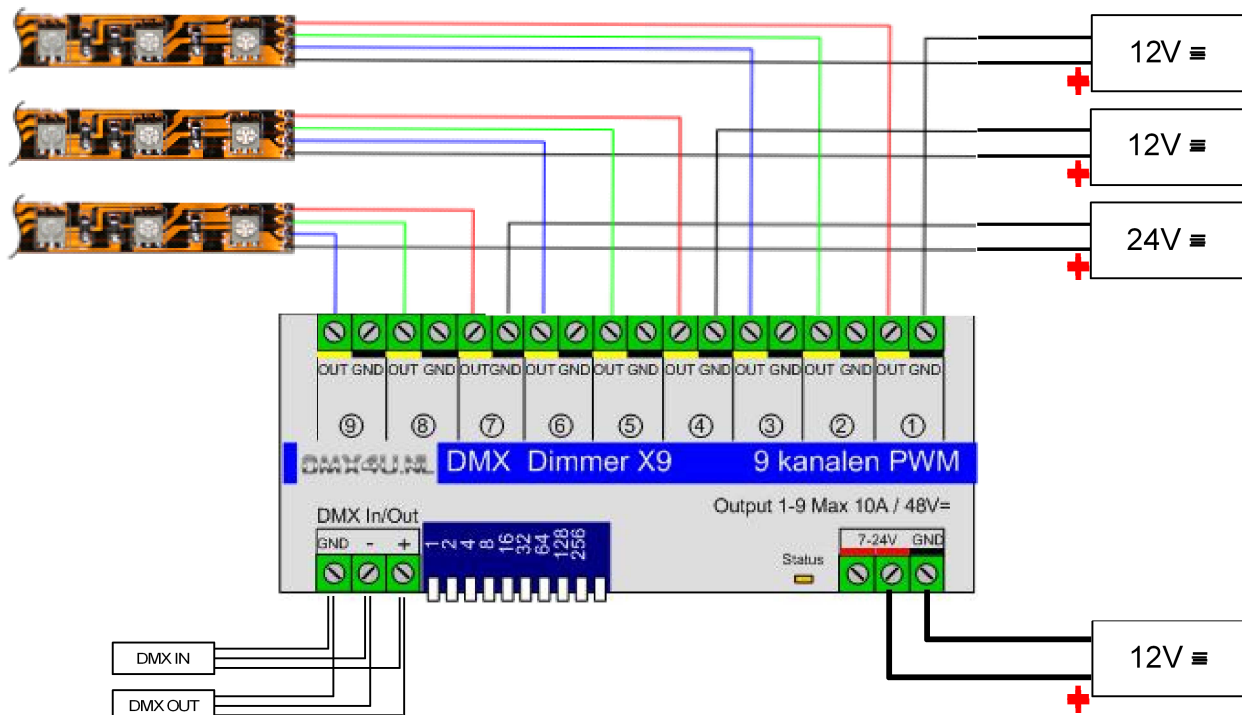 12V
12V
24V
OUT GND OUT GND OUT GND OUT GND OUT GND OUT GND OUT GND OUT GND OUT GND
⑨ ⑧ ⑦ ⑥ ⑤ ④ ③ ② ①
DMX4U.NL DMX Dimmer X9 9 kanalen PWM
Output 1-9 Max 10A / 48V=
DMX In/Out
GND - +
1 2 4 8 16 32 64 128 256
Status
7-24V GND
DMX IN
DMX OUT
12V